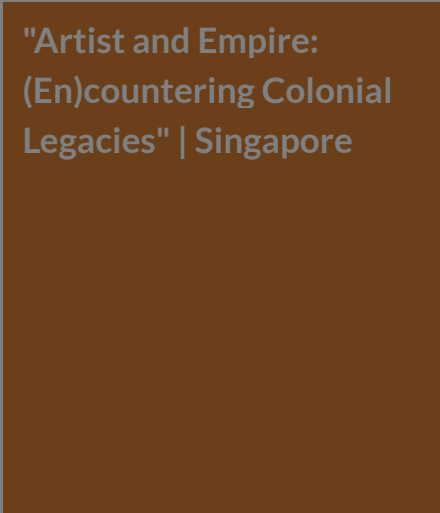 "Artist and Empire:
(En)countering Colonial
Legacies" | Singapore